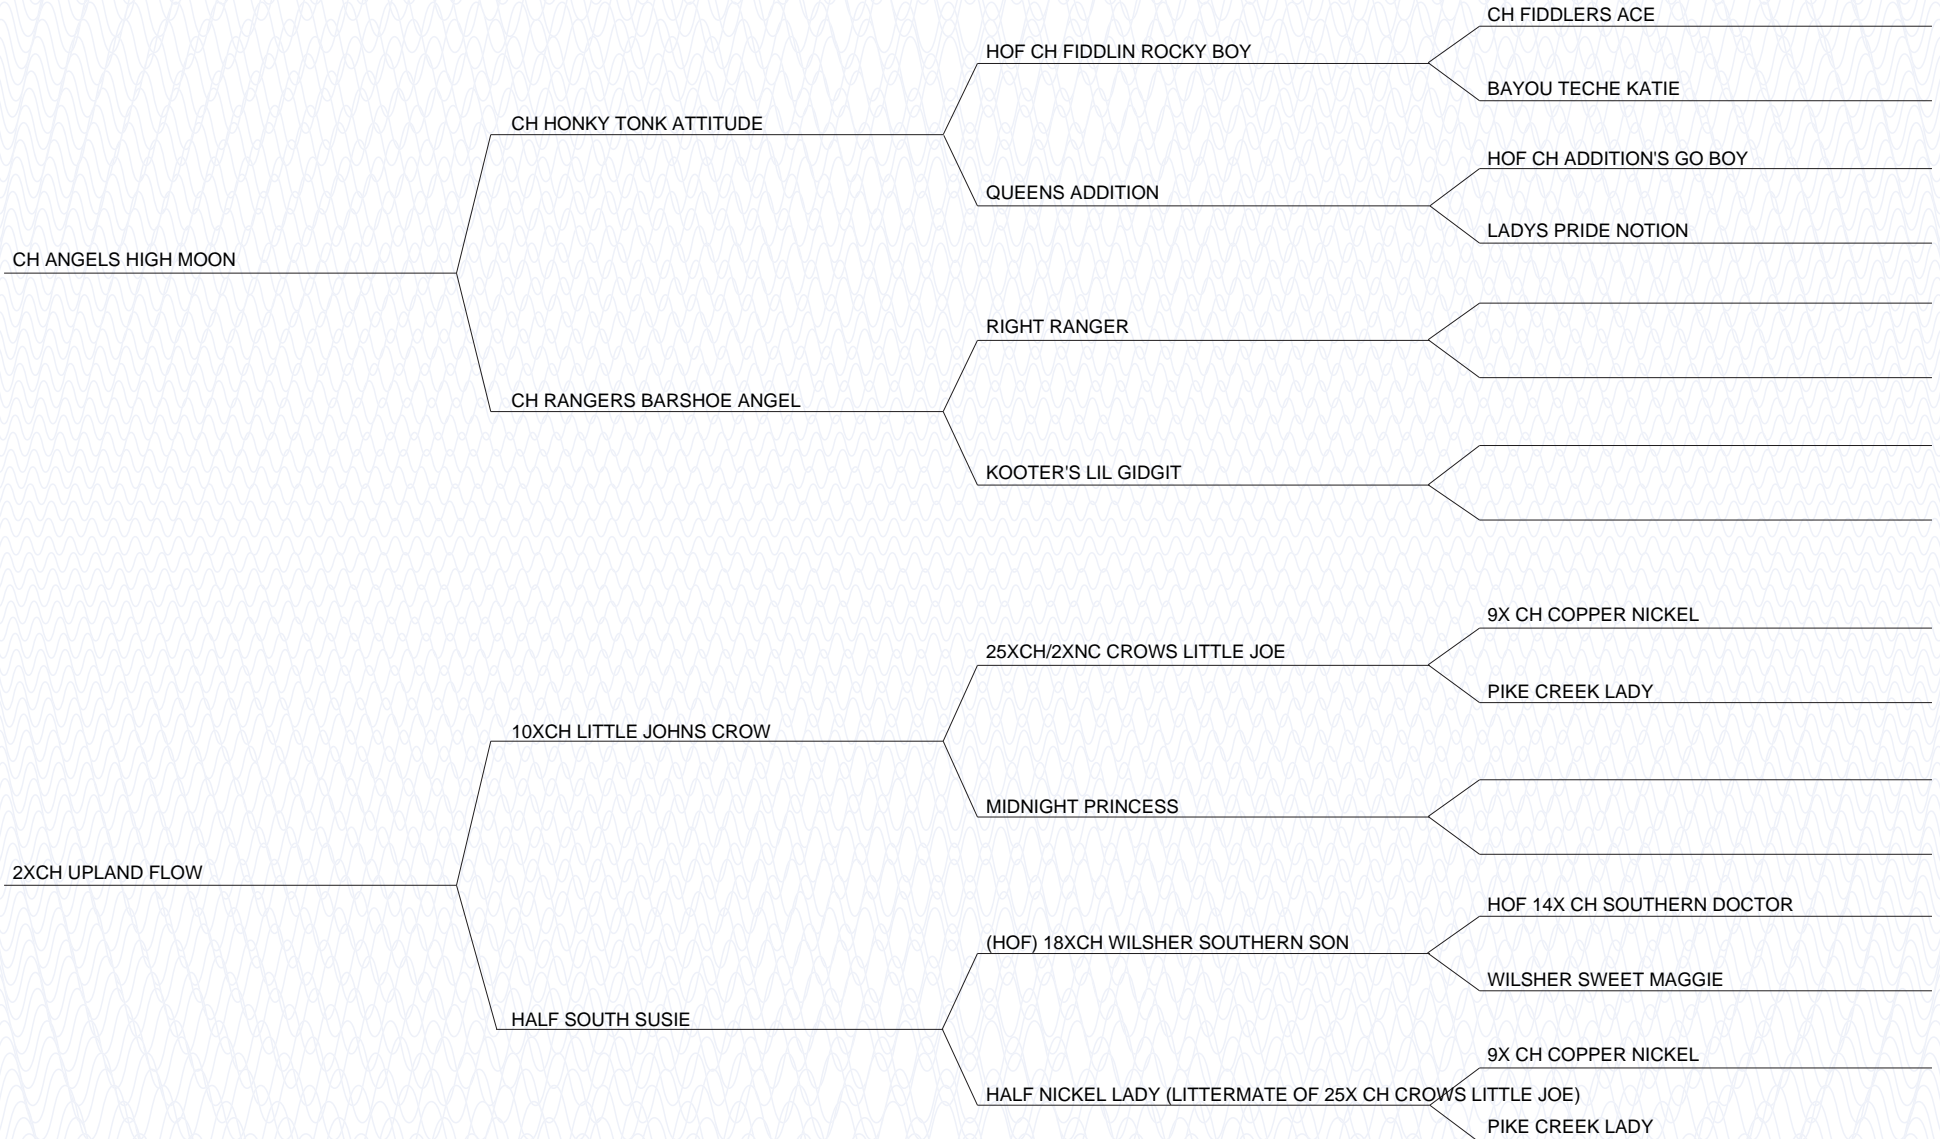 CH FIDDLERS ACE
HOF CH FIDDLIN ROCKY BOY
BAYOU TECHE KATIE
CH HONKY TONK ATTITUDE
HOF CH ADDITION'S GO BOY
QUEENS ADDITION
LADYS PRIDE NOTION
CH ANGELS HIGH MOON
RIGHT RANGER
CH RANGERS BARSHOE ANGEL
KOOTER'S LIL GIDGIT
9X CH COPPER NICKEL
25XCH/2XNC CROWS LITTLE JOE
PIKE CREEK LADY
10XCH LITTLE JOHNS CROW
MIDNIGHT PRINCESS
2XCH UPLAND FLOW
HOF 14X CH SOUTHERN DOCTOR
(HOF) 18XCH WILSHER SOUTHERN SON
WILSHER SWEET MAGGIE
HALF SOUTH SUSIE
9X CH COPPER NICKEL
HALF NICKEL LADY (LITTERMATE OF 25X CH CROWS LITTLE JOE)
PIKE CREEK LADY